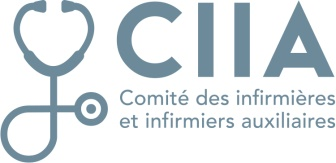 CIIA
Comité des infirmières
et infirmiers auxiliaires